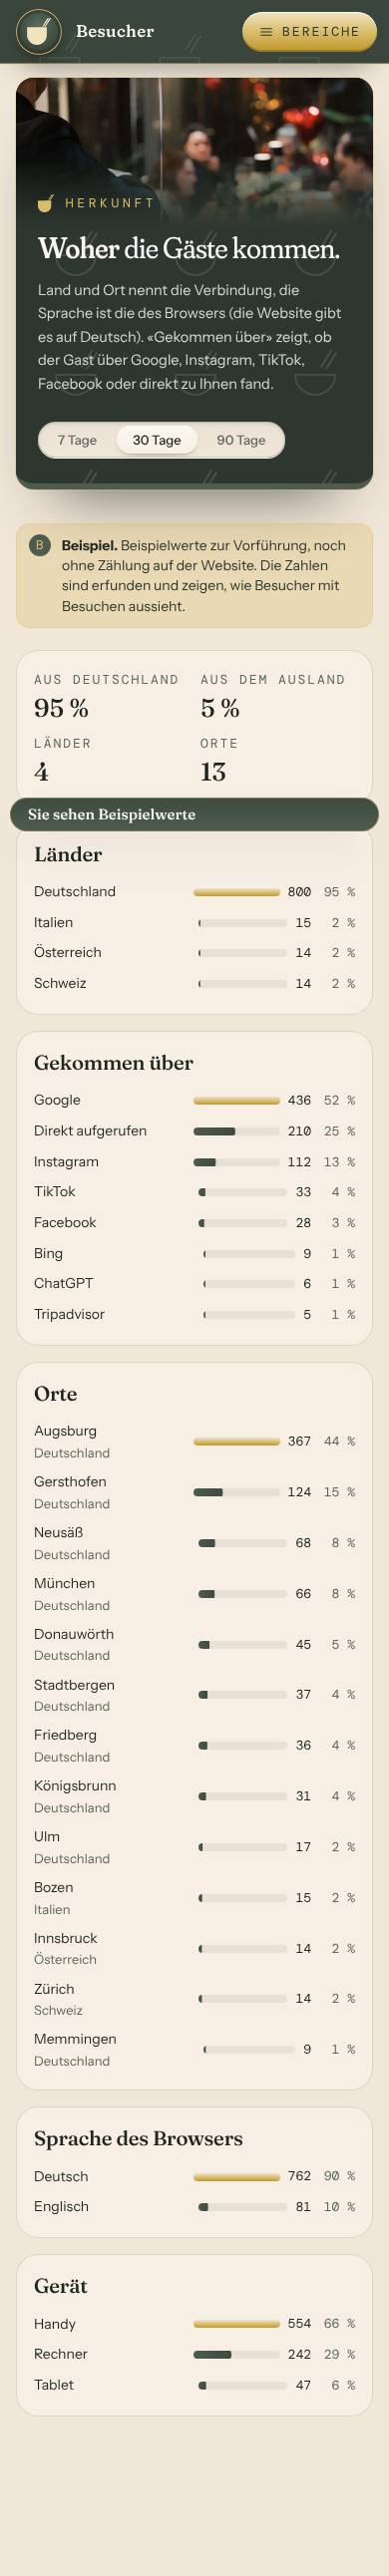 Besucher
BEREICHE
HERKUNFT
Woher die Gäste kommen.
Land und Ort nennt die Verbindung, die
Sprache ist die des Browsers (die Website gibt
es auf Deutsch). «Gekommen über» zeigt, ob
der Gast über Google, Instagram, TikTok,
Facebook oder direkt zu Ihnen fand.
7 Tage 30 Tage 90 Tage
B Beispiel. Beispielwerte zur Vorführung, noch
ohne Zählung auf der Website. Die Zahlen
sind erfunden und zeigen, wie Besucher mit
Besuchen aussieht.
AUS DEUTSCHLAND AUS DEM AUSLAND
95 % 5 %
LÄNDER ORTE
4 13
Sie sehen Beispielwerte
Länder
Deutschland 800 95 %
Italien 15 2 %
Österreich 14 2 %
Schweiz 14 2 %
Gekommen über
Google 436 52 %
Direkt aufgerufen 210 25 %
Instagram 112 13 %
TikTok 33 4 %
Facebook 28 3 %
Bing 9 1 %
ChatGPT 6 1 %
Tripadvisor 5 1 %
Orte
Augsburg
Deutschland 367 44 %
Gersthofen
Deutschland 124 15 %
Neusäß
Deutschland 68 8 %
München
Deutschland 66 8 %
Donauwörth
Deutschland 45 5 %
Stadtbergen
Deutschland 37 4 %
Friedberg
Deutschland 36 4 %
Königsbrunn
Deutschland 31 4 %
Ulm
Deutschland 17 2 %
Bozen
Italien 15 2 %
Innsbruck
Österreich 14 2 %
Zürich
Schweiz 14 2 %
Memmingen
Deutschland 9 1 %
Sprache des Browsers
Deutsch 762 90 %
Englisch 81 10 %
Gerät
Handy 554 66 %
Rechner 242 29 %
Tablet 47 6 %